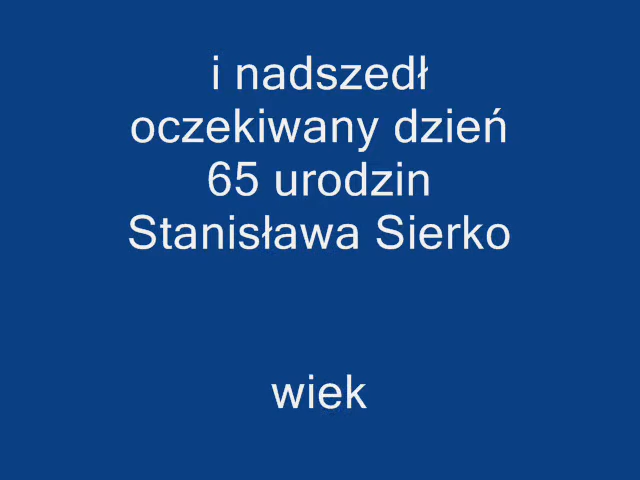 i nadszedł
oczekiwany dzień
65 urodzin
Stanisława Sierko
wiek